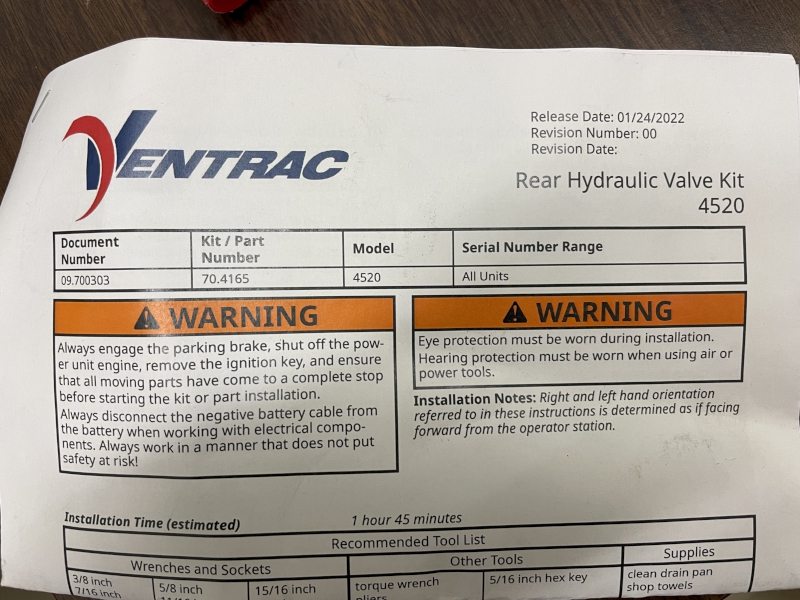 VENTRAC
Release Date: 01/24/2022
Revision Number: 00
Revision Date:
Rear Hydraulic Valve Kit
4520
Document Number
Kit / Part Number
Model
Serial Number Range
09.700303
70.4165
4520
All Units
WARNING
Always engage the parking brake, shut off the pow-
er unit engine, remove the ignition key, and ensure
that all moving parts have come to a complete stop
before starting the kit or part installation.
Always disconnect the negative battery cable from
the battery when working with electrical compo-
nents. Always work in a manner that does not put
safety at risk!
WARNING
Eye protection must be worn during installation.
Hearing protection must be worn when using air or
power tools.
Installation Notes: Right and left hand orientation
referred to in these instructions is determined as if facing
forward from the operator station.
Installation Time (estimated)
1 hour 45 minutes
Recommended Tool List
Wrenches and Sockets
Other Tools
Supplies
3/8 inch
7/16 inch
5/8 inch
15/16 inch
torque wrench
pliers
5/16 inch hex key
clean drain pan
shop towels